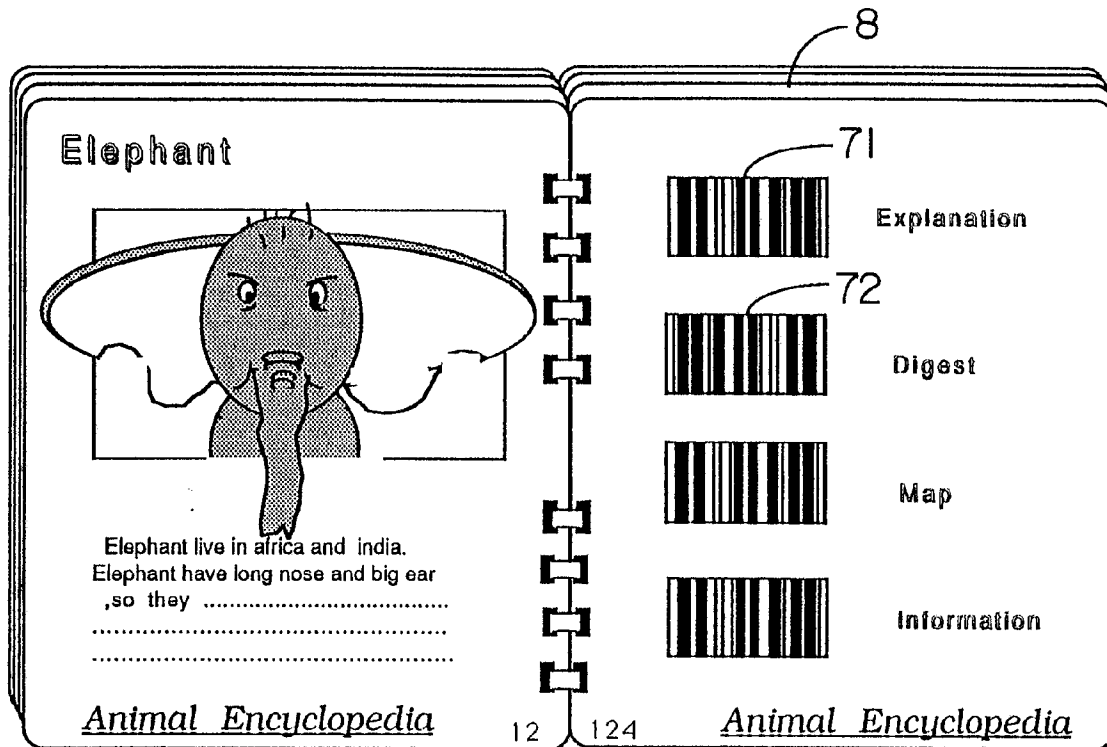 8
Elephant
Elephant live in africa and india.
Elephant have long nose and big ear
,so they ........................................
............................................................
............................................................
Animal Encyclopedia
12
71
Explanation
72
Digest
Map
Information
124
Animal Encyclopedia